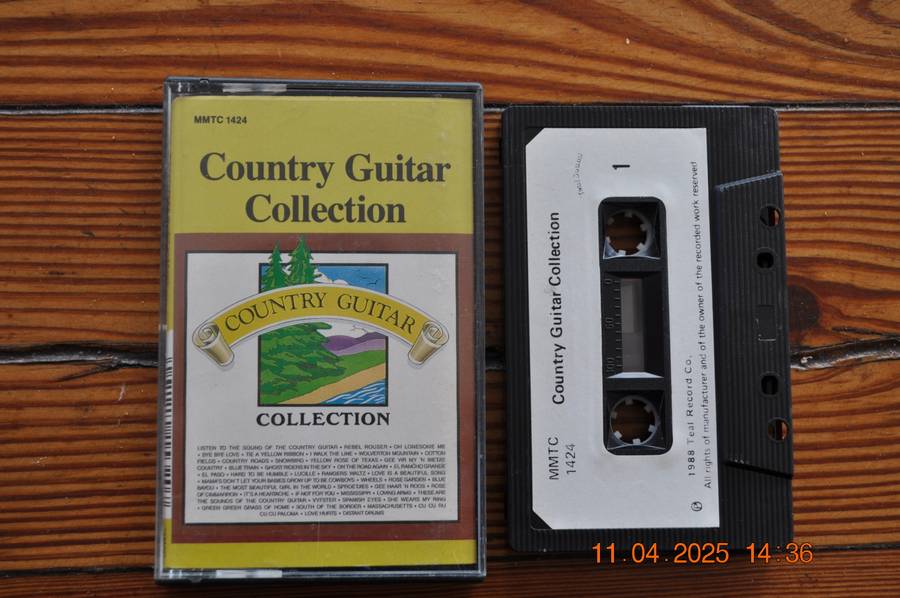 MMTC 1424
Country Guitar
Collection
COUNTRY GUITAR
COLLECTION
LISTEN TO THE SOUND OF THE COUNTRY GUITAR • REBEL ROUSER • OH LONESOME ME
• BYE BYE LOVE • TIE A YELLOW RIBBON • I WALK THE LINE • WOLVERTON MOUNTAIN • COTTON
FIELDS • COUNTRY ROADS • SNOWBIRD • YELLOW ROSE OF TEXAS • GEE VIR MY 'N BIETJIE
COUNTRY • BLUE TRAIN • GHOST RIDERS IN THE SKY • ON THE ROAD AGAIN • EL RANCHO GRANDE
• EL PASO • HARD TO BE HUMBLE • LUCILLE • RANGERS WALTZ • LOVE IS A BEAUTIFUL SONG
• MAMA'S DON'T LET YOUR BABIES GROW UP TO BE COWBOYS • WHEELS • ROSE GARDEN • BLUE
BAYOU • THE MOST BEAUTIFUL GIRL IN THE WORLD • SPROETJIES • GEE HAAR 'N ROOS • ROSE
OF CIMMARRON • IT'S A HEARTACHE • IF NOT FOR YOU • MISSISSIPPI • LOVING ARMS • THESE ARE
THE SOUNDS OF THE COUNTRY GUITAR • VYFSTER • SPANISH EYES • SHE WEARS MY RING
• GREEN GREEN GRASS OF HOME • SOUTH OF THE BORDER • MASSACHUSETTS • CU CU RU
CU CU PALOMA • LOVE HURTS • DISTANT DRUMS
1
Country Guitar Collection
MMTC
1424
0 50 100
℗ 1988 Teal Record Co.
All rights of manufacturer and of the owner of the recorded work reserved
11.04.2025 14:36